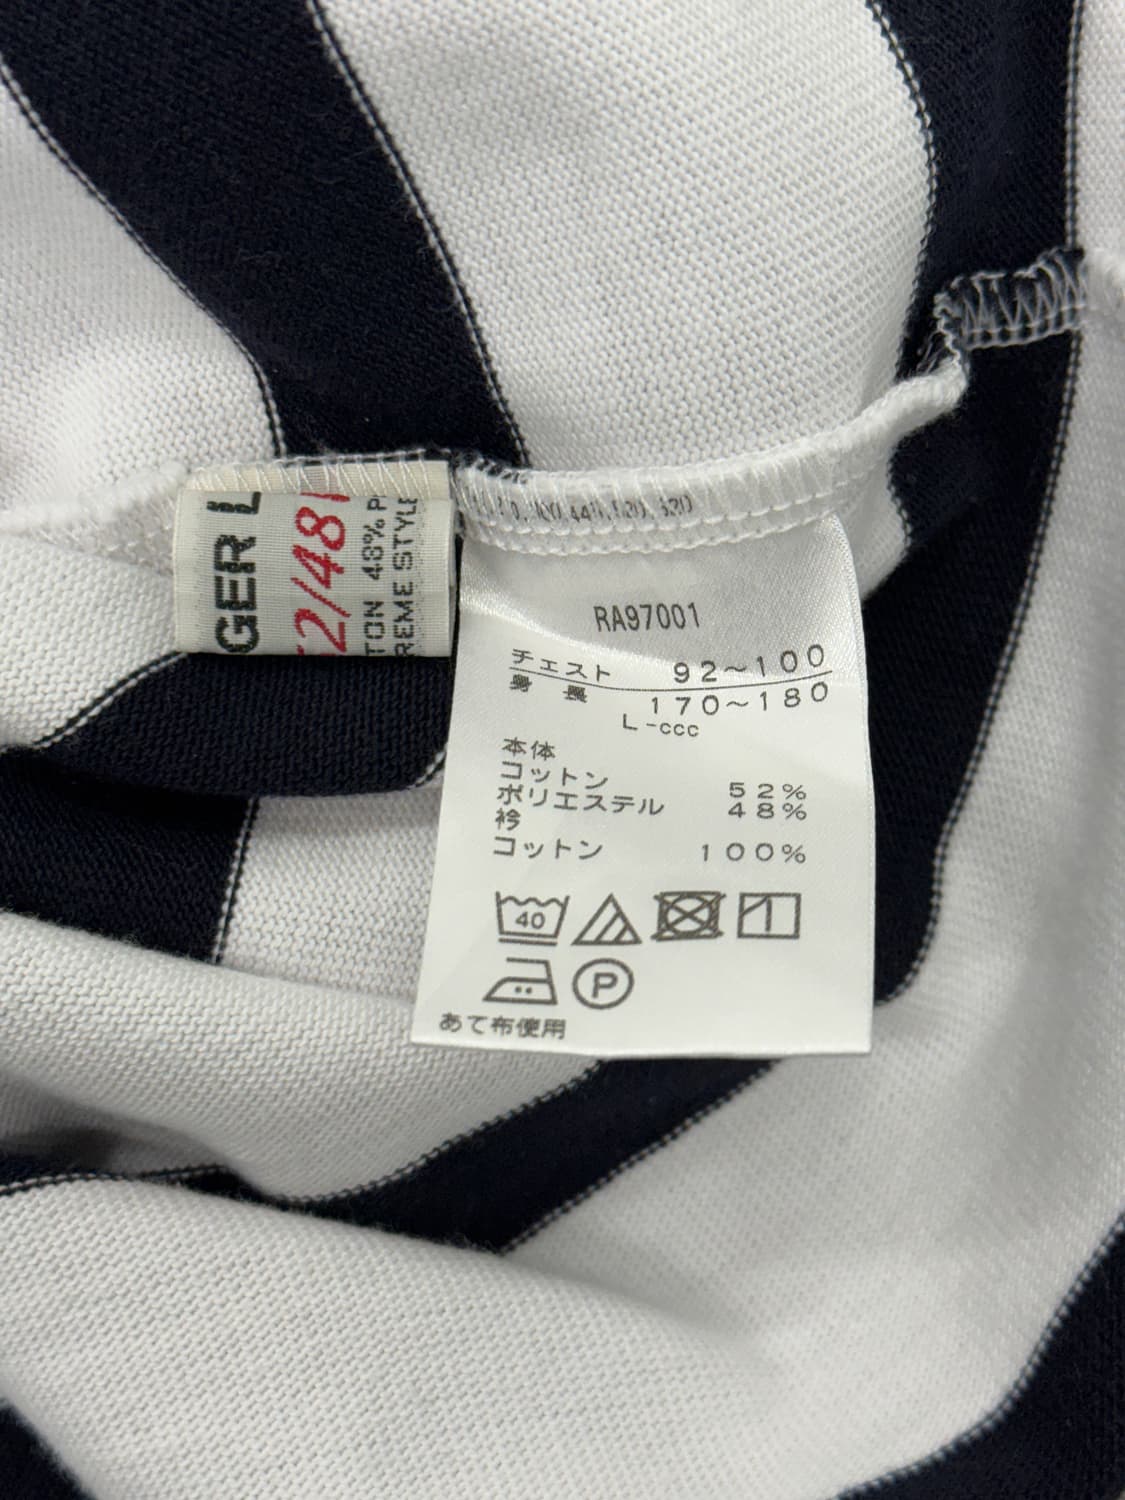 GER L
2/48
TON 48% P
REME STYLE
RA97001
チェスト 92~100
身長 170~180
L-ccc
本体
コットン 52%
ポリエステル 48%
衿
コットン 100%
40
P
あて布使用